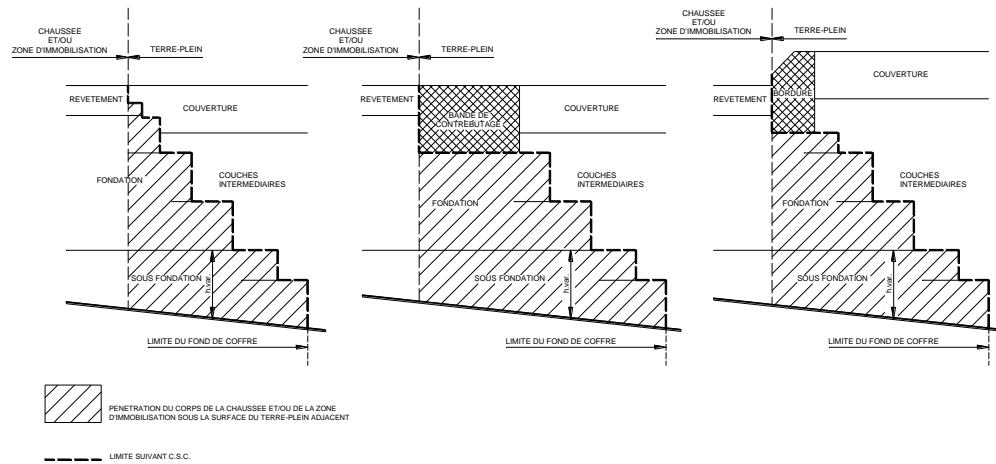 CHAUSSEE
ET/OU
ZONE D'IMMOBILISATION
TERRE-PLEIN
REVETEMENT
COUVERTURE
FONDATION
COUCHES
INTERMEDIAIRES
SOUS FONDATION
h.var.
LIMITE DU FOND DE COFFRE
CHAUSSEE
ET/OU
ZONE D'IMMOBILISATION
TERRE-PLEIN
REVETEMENT
BANDE DE
CONTREBUTAGE
COUVERTURE
FONDATION
COUCHES
INTERMEDIAIRES
SOUS FONDATION
h.var.
LIMITE DU FOND DE COFFRE
CHAUSSEE
ET/OU
ZONE D'IMMOBILISATION
TERRE-PLEIN
REVETEMENT
BORDURE
COUVERTURE
FONDATION
COUCHES
INTERMEDIAIRES
SOUS FONDATION
h.var.
LIMITE DU FOND DE COFFRE
PENETRATION DU CORPS DE LA CHAUSSEE ET/OU DE LA ZONE
D'IMMOBILISATION SOUS LA SURFACE DU TERRE-PLEIN ADJACENT
LIMITE SUIVANT C.S.C.